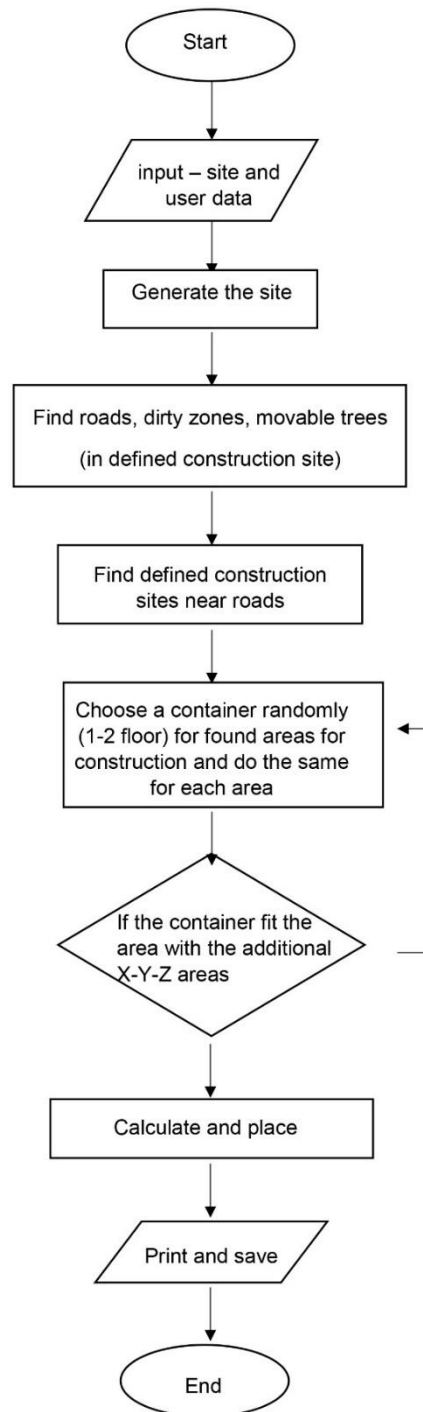 Start
input – site and
user data
Generate the site
Find roads, dirty zones, movable trees
(in defined construction site)
Find defined construction
sites near roads
Choose a container randomly
(1-2 floor) for found areas for
construction and do the same
for each area
If the container fit the
area with the additional
X-Y-Z areas
Calculate and place
Print and save
End